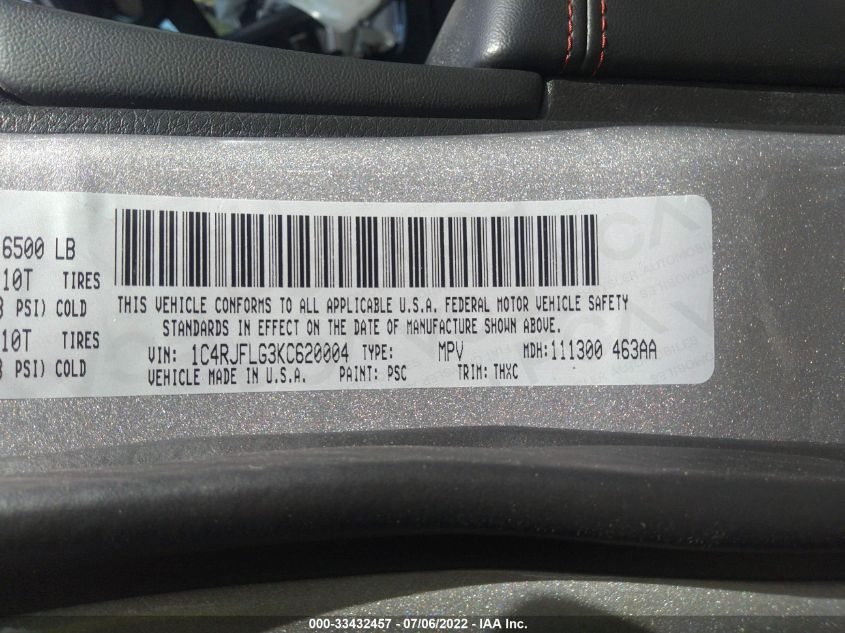 6500 LB
10T TIRES
PSI) COLD
10T TIRES
PSI) COLD
THIS VEHICLE CONFORMS TO ALL APPLICABLE U.S.A. FEDERAL MOTOR VEHICLE SAFETY
STANDARDS IN EFFECT ON THE DATE OF MANUFACTURE SHOWN ABOVE.
VIN: 1C4RJFLG3KC620004 TYPE: MPV MDH:111300 463AA
VEHICLE MADE IN U.S.A. PAINT: PSC TRIM: THXC
000-33432457 - 07/06/2022 - IAA Inc.